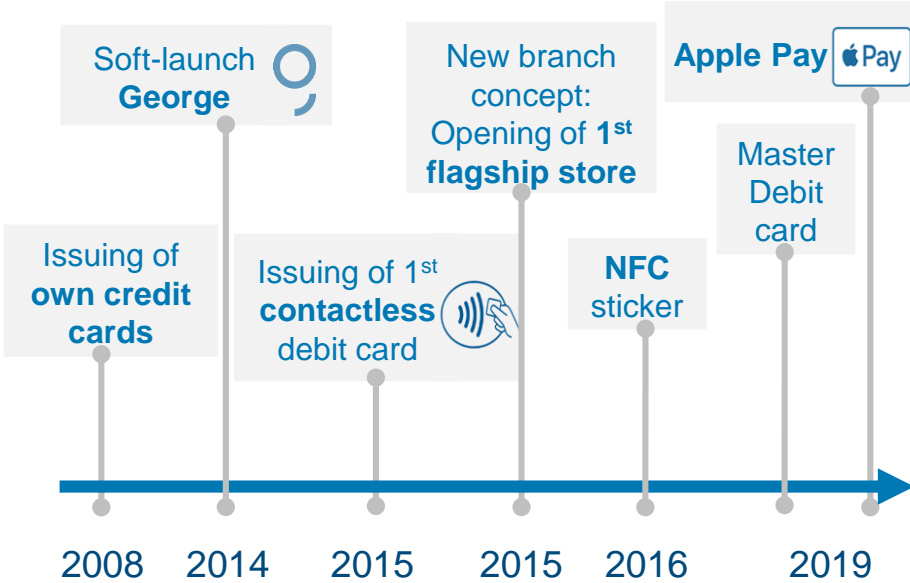 Soft-launch
George
New branch
concept:
Opening of 1st
flagship store
Apple Pay
Pay
Master
Debit
card
Issuing of
own credit
cards
Issuing of 1st
contactless
debit card
NFC
sticker
2008
2014
2015
2015
2016
2019